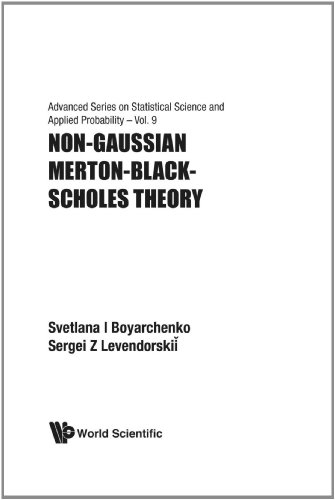 Advanced Series on Statistical Science and
Applied Probability – Vol. 9
NON-GAUSSIAN
MERTON-BLACK-
SCHOLES THEORY
Svetlana I Boyarchenko
Sergei Z Levendorskiǐ
World Scientific